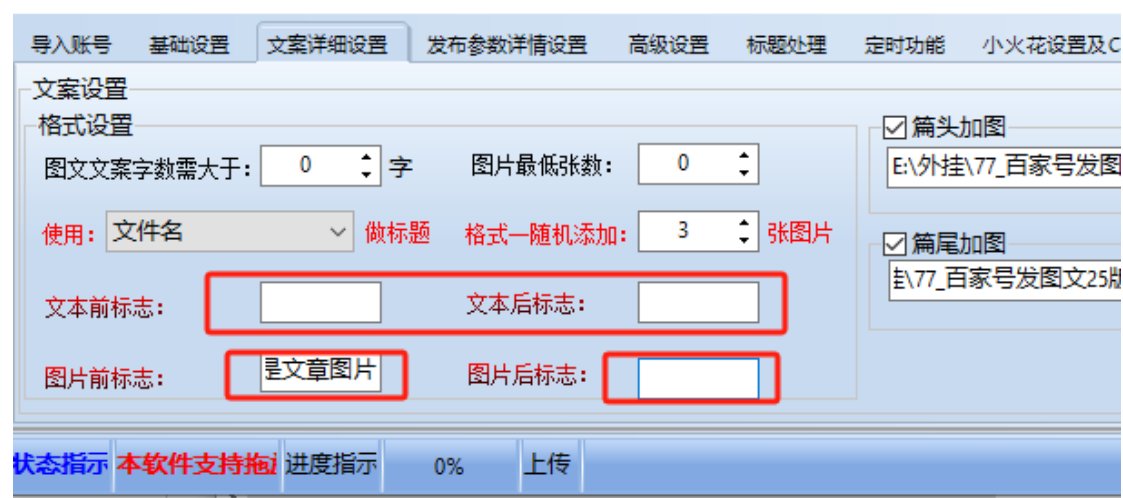 导入账号 基础设置 文案详细设置 发布参数详情设置 高级设置 标题处理 定时功能 小火花设置及C
文案设置
格式设置
图文文案字数需大于： 0 字 图片最低张数： 0
使用： 文件名 做标题 格式一随机添加： 3 张图片
文本前标志： 文本后标志：
图片前标志： 文章图片 图片后标志：
篇头加图
E:\外挂\77_百家号发图
篇尾加图
\77_百家号发图文25版
状态指示 本软件支持拖 进度指示 0% 上传